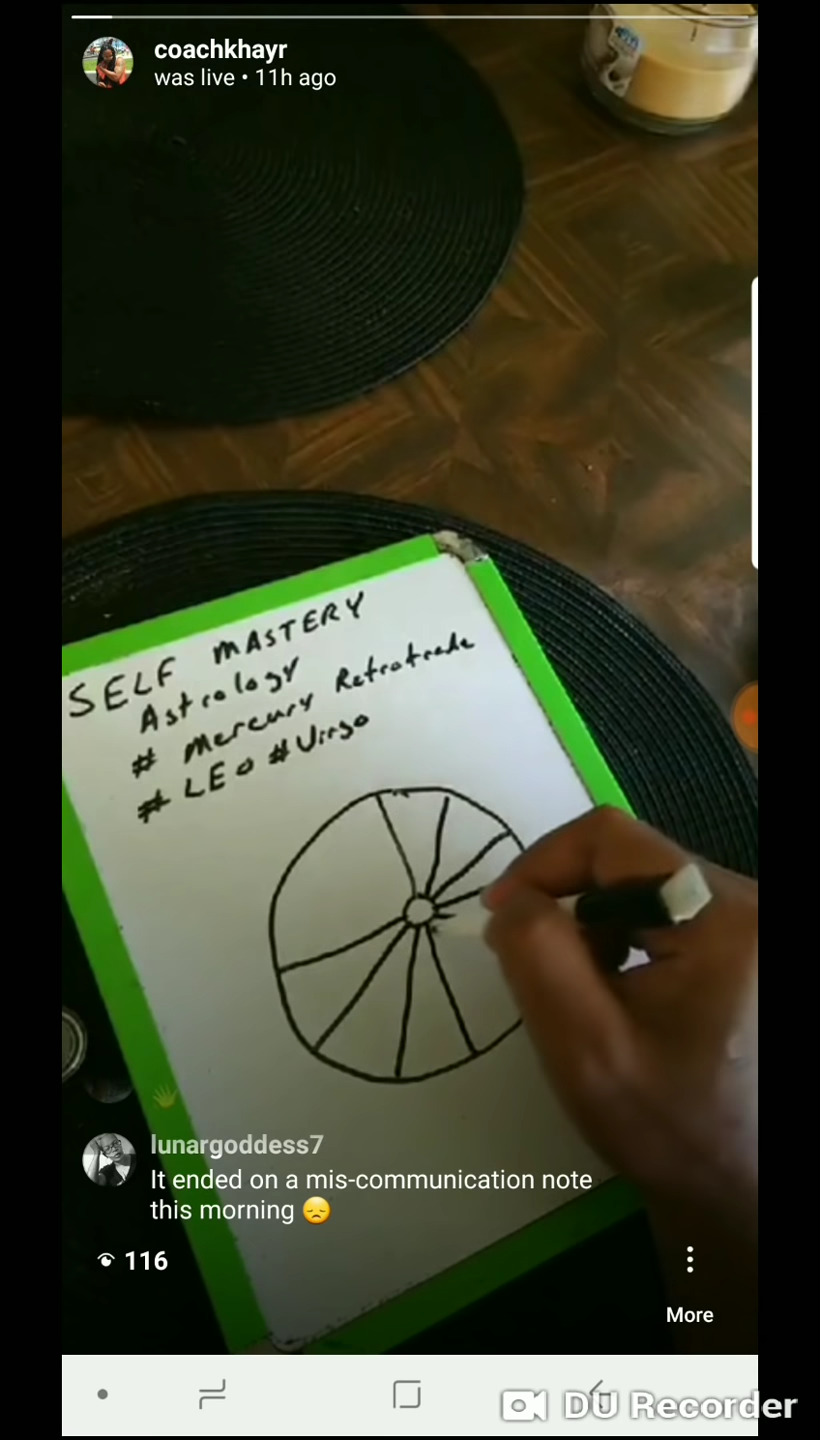 coachkhayr
was live • 11h ago
SELF MASTERY
Astrology
# Mercury Retrotrade
# LEO # Virgo
lunargoddess7
It ended on a mis-communication note
this morning 😞
116
More
DU Recorder